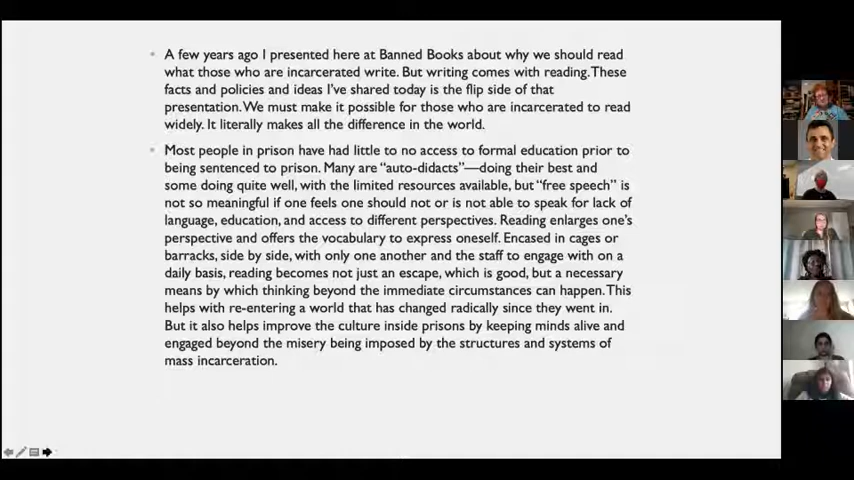 A few years ago I presented here at Banned Books about why we should read
what those who are incarcerated write. But writing comes with reading. These
facts and policies and ideas I've shared today is the flip side of that
presentation. We must make it possible for those who are incarcerated to read
widely. It literally makes all the difference in the world.
Most people in prison have had little to no access to formal education prior to
being sentenced to prison. Many are "auto-didacts"—doing their best and
some doing quite well, with the limited resources available, but "free speech" is
not so meaningful if one feels one should not or is not able to speak for lack of
language, education, and access to different perspectives. Reading enlarges one's
perspective and offers the vocabulary to express oneself. Encased in cages or
barracks, side by side, with only one another and the staff to engage with on a
daily basis, reading becomes not just an escape, which is good, but a necessary
means by which thinking beyond the immediate circumstances can happen. This
helps with re-entering a world that has changed radically since they went in.
But it also helps improve the culture inside prisons by keeping minds alive and
engaged beyond the misery being imposed by the structures and systems of
mass incarceration.